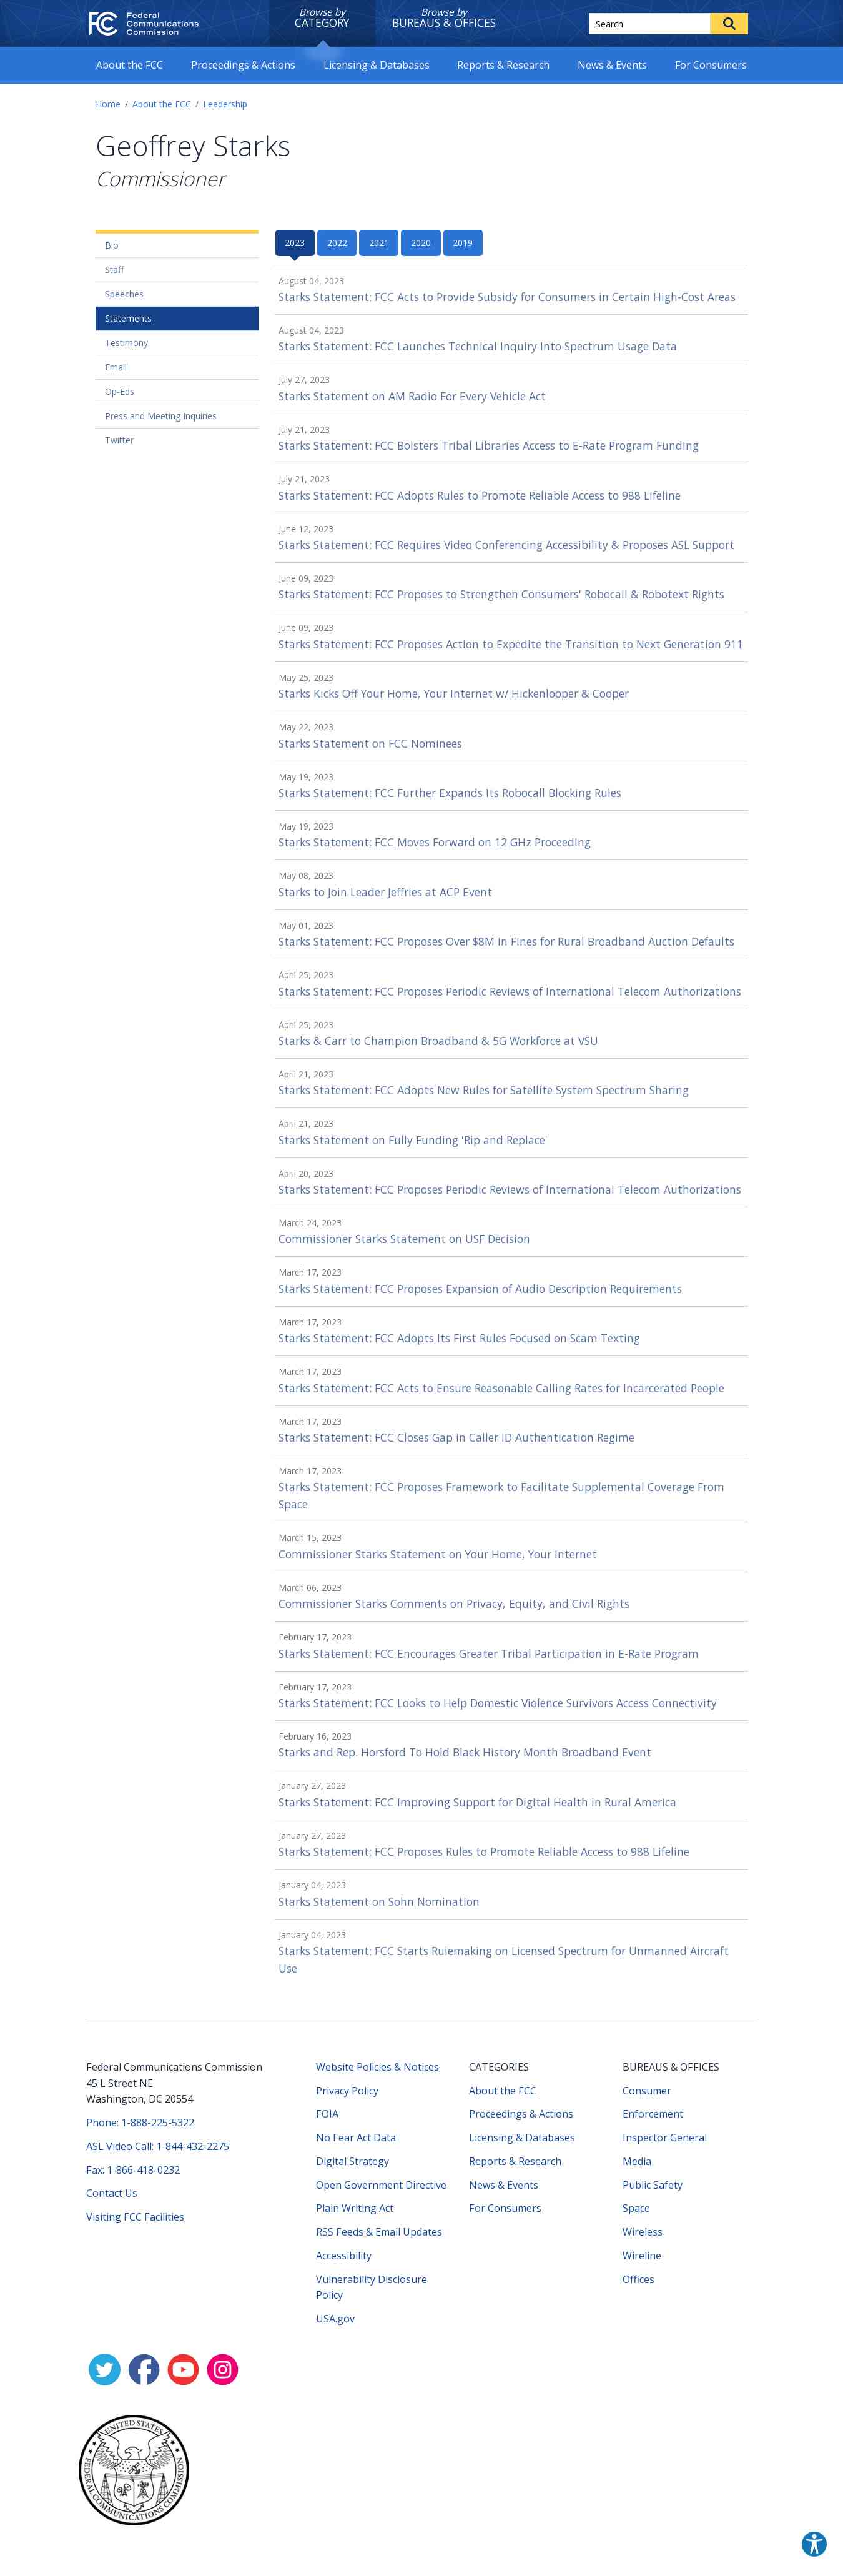 Federal
Communications
Commission
Browse by
CATEGORY
Browse by
BUREAUS & OFFICES
Search
About the FCC
Proceedings & Actions
Licensing & Databases
Reports & Research
News & Events
For Consumers
Home / About the FCC / Leadership
Geoffrey Starks
Commissioner
Bio
Staff
Speeches
Statements
Testimony
Email
Op-Eds
Press and Meeting Inquiries
Twitter
2023
2022
2021
2020
2019
August 04, 2023
Starks Statement: FCC Acts to Provide Subsidy for Consumers in Certain High-Cost Areas
August 04, 2023
Starks Statement: FCC Launches Technical Inquiry Into Spectrum Usage Data
July 27, 2023
Starks Statement on AM Radio For Every Vehicle Act
July 21, 2023
Starks Statement: FCC Bolsters Tribal Libraries Access to E-Rate Program Funding
July 21, 2023
Starks Statement: FCC Adopts Rules to Promote Reliable Access to 988 Lifeline
June 12, 2023
Starks Statement: FCC Requires Video Conferencing Accessibility & Proposes ASL Support
June 09, 2023
Starks Statement: FCC Proposes to Strengthen Consumers' Robocall & Robotext Rights
June 09, 2023
Starks Statement: FCC Proposes Action to Expedite the Transition to Next Generation 911
May 25, 2023
Starks Kicks Off Your Home, Your Internet w/ Hickenlooper & Cooper
May 22, 2023
Starks Statement on FCC Nominees
May 19, 2023
Starks Statement: FCC Further Expands Its Robocall Blocking Rules
May 19, 2023
Starks Statement: FCC Moves Forward on 12 GHz Proceeding
May 08, 2023
Starks to Join Leader Jeffries at ACP Event
May 01, 2023
Starks Statement: FCC Proposes Over $8M in Fines for Rural Broadband Auction Defaults
April 25, 2023
Starks Statement: FCC Proposes Periodic Reviews of International Telecom Authorizations
April 25, 2023
Starks & Carr to Champion Broadband & 5G Workforce at VSU
April 21, 2023
Starks Statement: FCC Adopts New Rules for Satellite System Spectrum Sharing
April 21, 2023
Starks Statement on Fully Funding 'Rip and Replace'
April 20, 2023
Starks Statement: FCC Proposes Periodic Reviews of International Telecom Authorizations
March 24, 2023
Commissioner Starks Statement on USF Decision
March 17, 2023
Starks Statement: FCC Proposes Expansion of Audio Description Requirements
March 17, 2023
Starks Statement: FCC Adopts Its First Rules Focused on Scam Texting
March 17, 2023
Starks Statement: FCC Acts to Ensure Reasonable Calling Rates for Incarcerated People
March 17, 2023
Starks Statement: FCC Closes Gap in Caller ID Authentication Regime
March 17, 2023
Starks Statement: FCC Proposes Framework to Facilitate Supplemental Coverage From
Space
March 15, 2023
Commissioner Starks Statement on Your Home, Your Internet
March 06, 2023
Commissioner Starks Comments on Privacy, Equity, and Civil Rights
February 17, 2023
Starks Statement: FCC Encourages Greater Tribal Participation in E-Rate Program
February 17, 2023
Starks Statement: FCC Looks to Help Domestic Violence Survivors Access Connectivity
February 16, 2023
Starks and Rep. Horsford To Hold Black History Month Broadband Event
January 27, 2023
Starks Statement: FCC Improving Support for Digital Health in Rural America
January 27, 2023
Starks Statement: FCC Proposes Rules to Promote Reliable Access to 988 Lifeline
January 04, 2023
Starks Statement on Sohn Nomination
January 04, 2023
Starks Statement: FCC Starts Rulemaking on Licensed Spectrum for Unmanned Aircraft
Use
Federal Communications Commission
45 L Street NE
Washington, DC 20554
Phone: 1-888-225-5322
ASL Video Call: 1-844-432-2275
Fax: 1-866-418-0232
Contact Us
Visiting FCC Facilities
Website Policies & Notices
Privacy Policy
FOIA
No Fear Act Data
Digital Strategy
Open Government Directive
Plain Writing Act
RSS Feeds & Email Updates
Accessibility
Vulnerability Disclosure
Policy
USA.gov
CATEGORIES
About the FCC
Proceedings & Actions
Licensing & Databases
Reports & Research
News & Events
For Consumers
BUREAUS & OFFICES
Consumer
Enforcement
Inspector General
Media
Public Safety
Space
Wireless
Wireline
Offices
UNITED STATES
FEDERAL COMMUNICATIONS COMMISSION